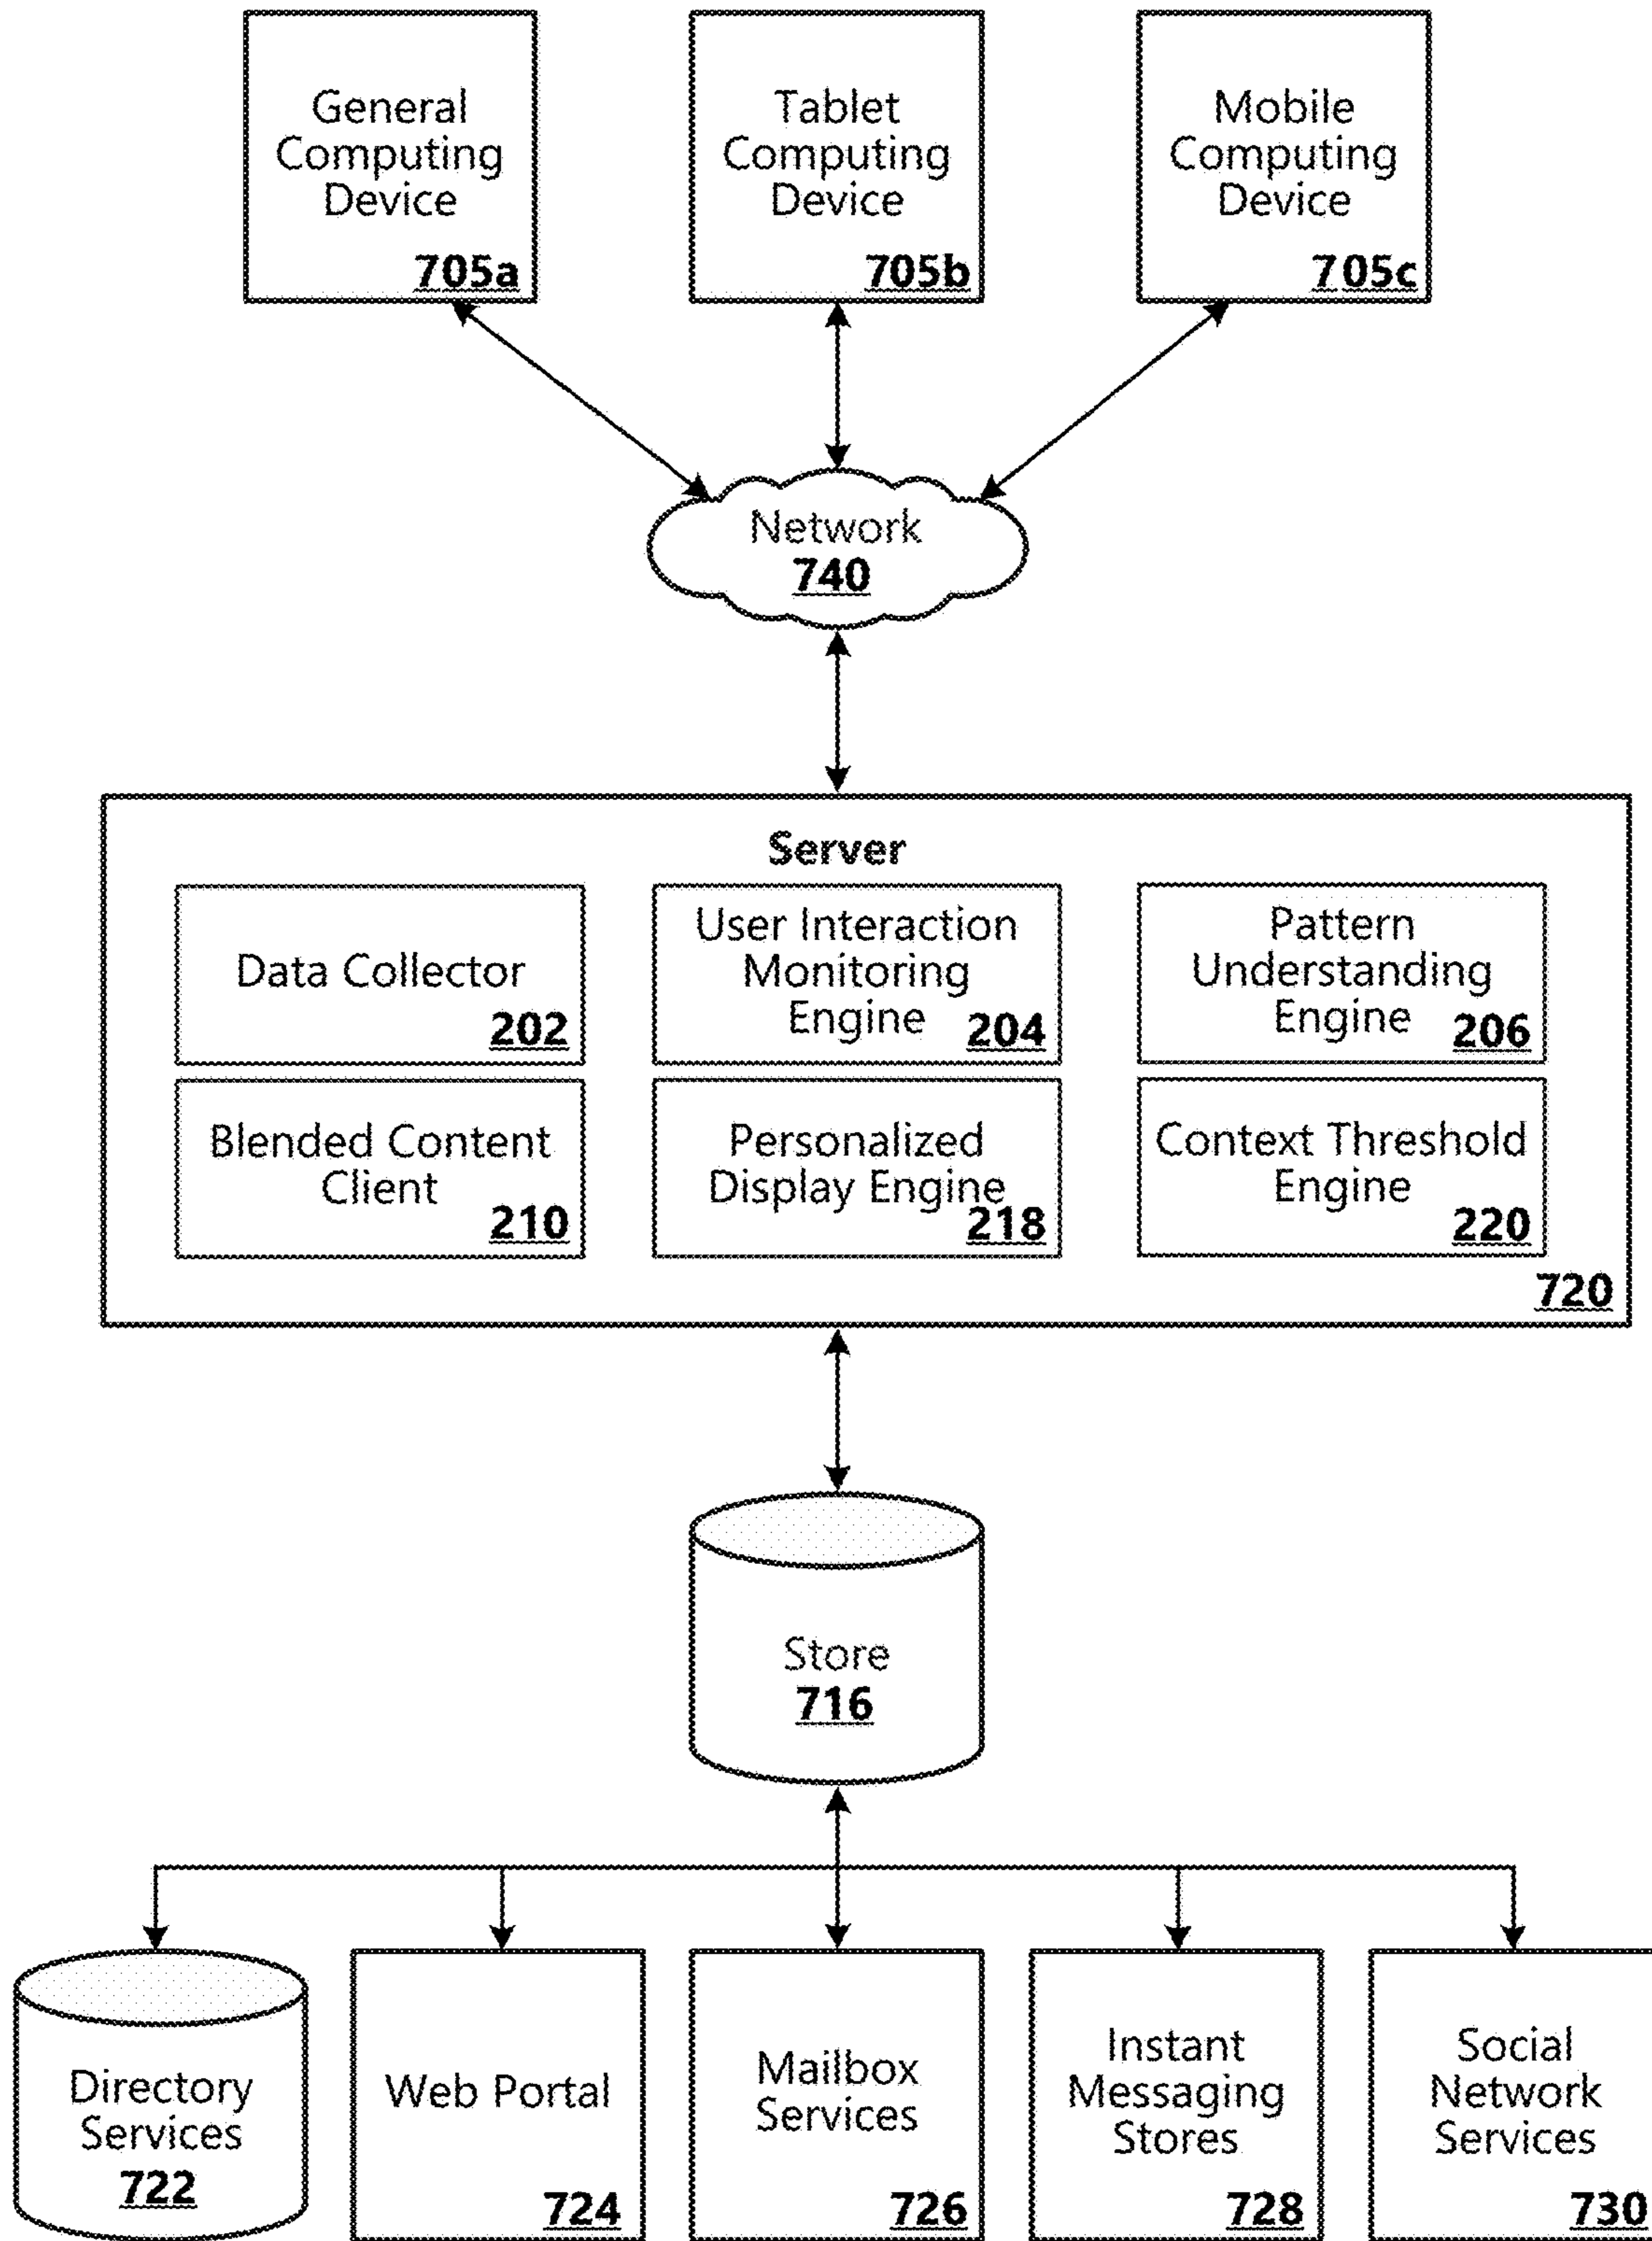 General
Computing
Device
705a
Tablet
Computing
Device
705b
Mobile
Computing
Device
705c
Network
740
Server
Data Collector
202
User Interaction
Monitoring
Engine
204
Pattern
Understanding
Engine
206
Blended Content
Client
210
Personalized
Display Engine
218
Context Threshold
Engine
220
720
Store
716
Directory
Services
722
Web Portal
724
Mailbox
Services
726
Instant
Messaging
Stores
728
Social
Network
Services
730